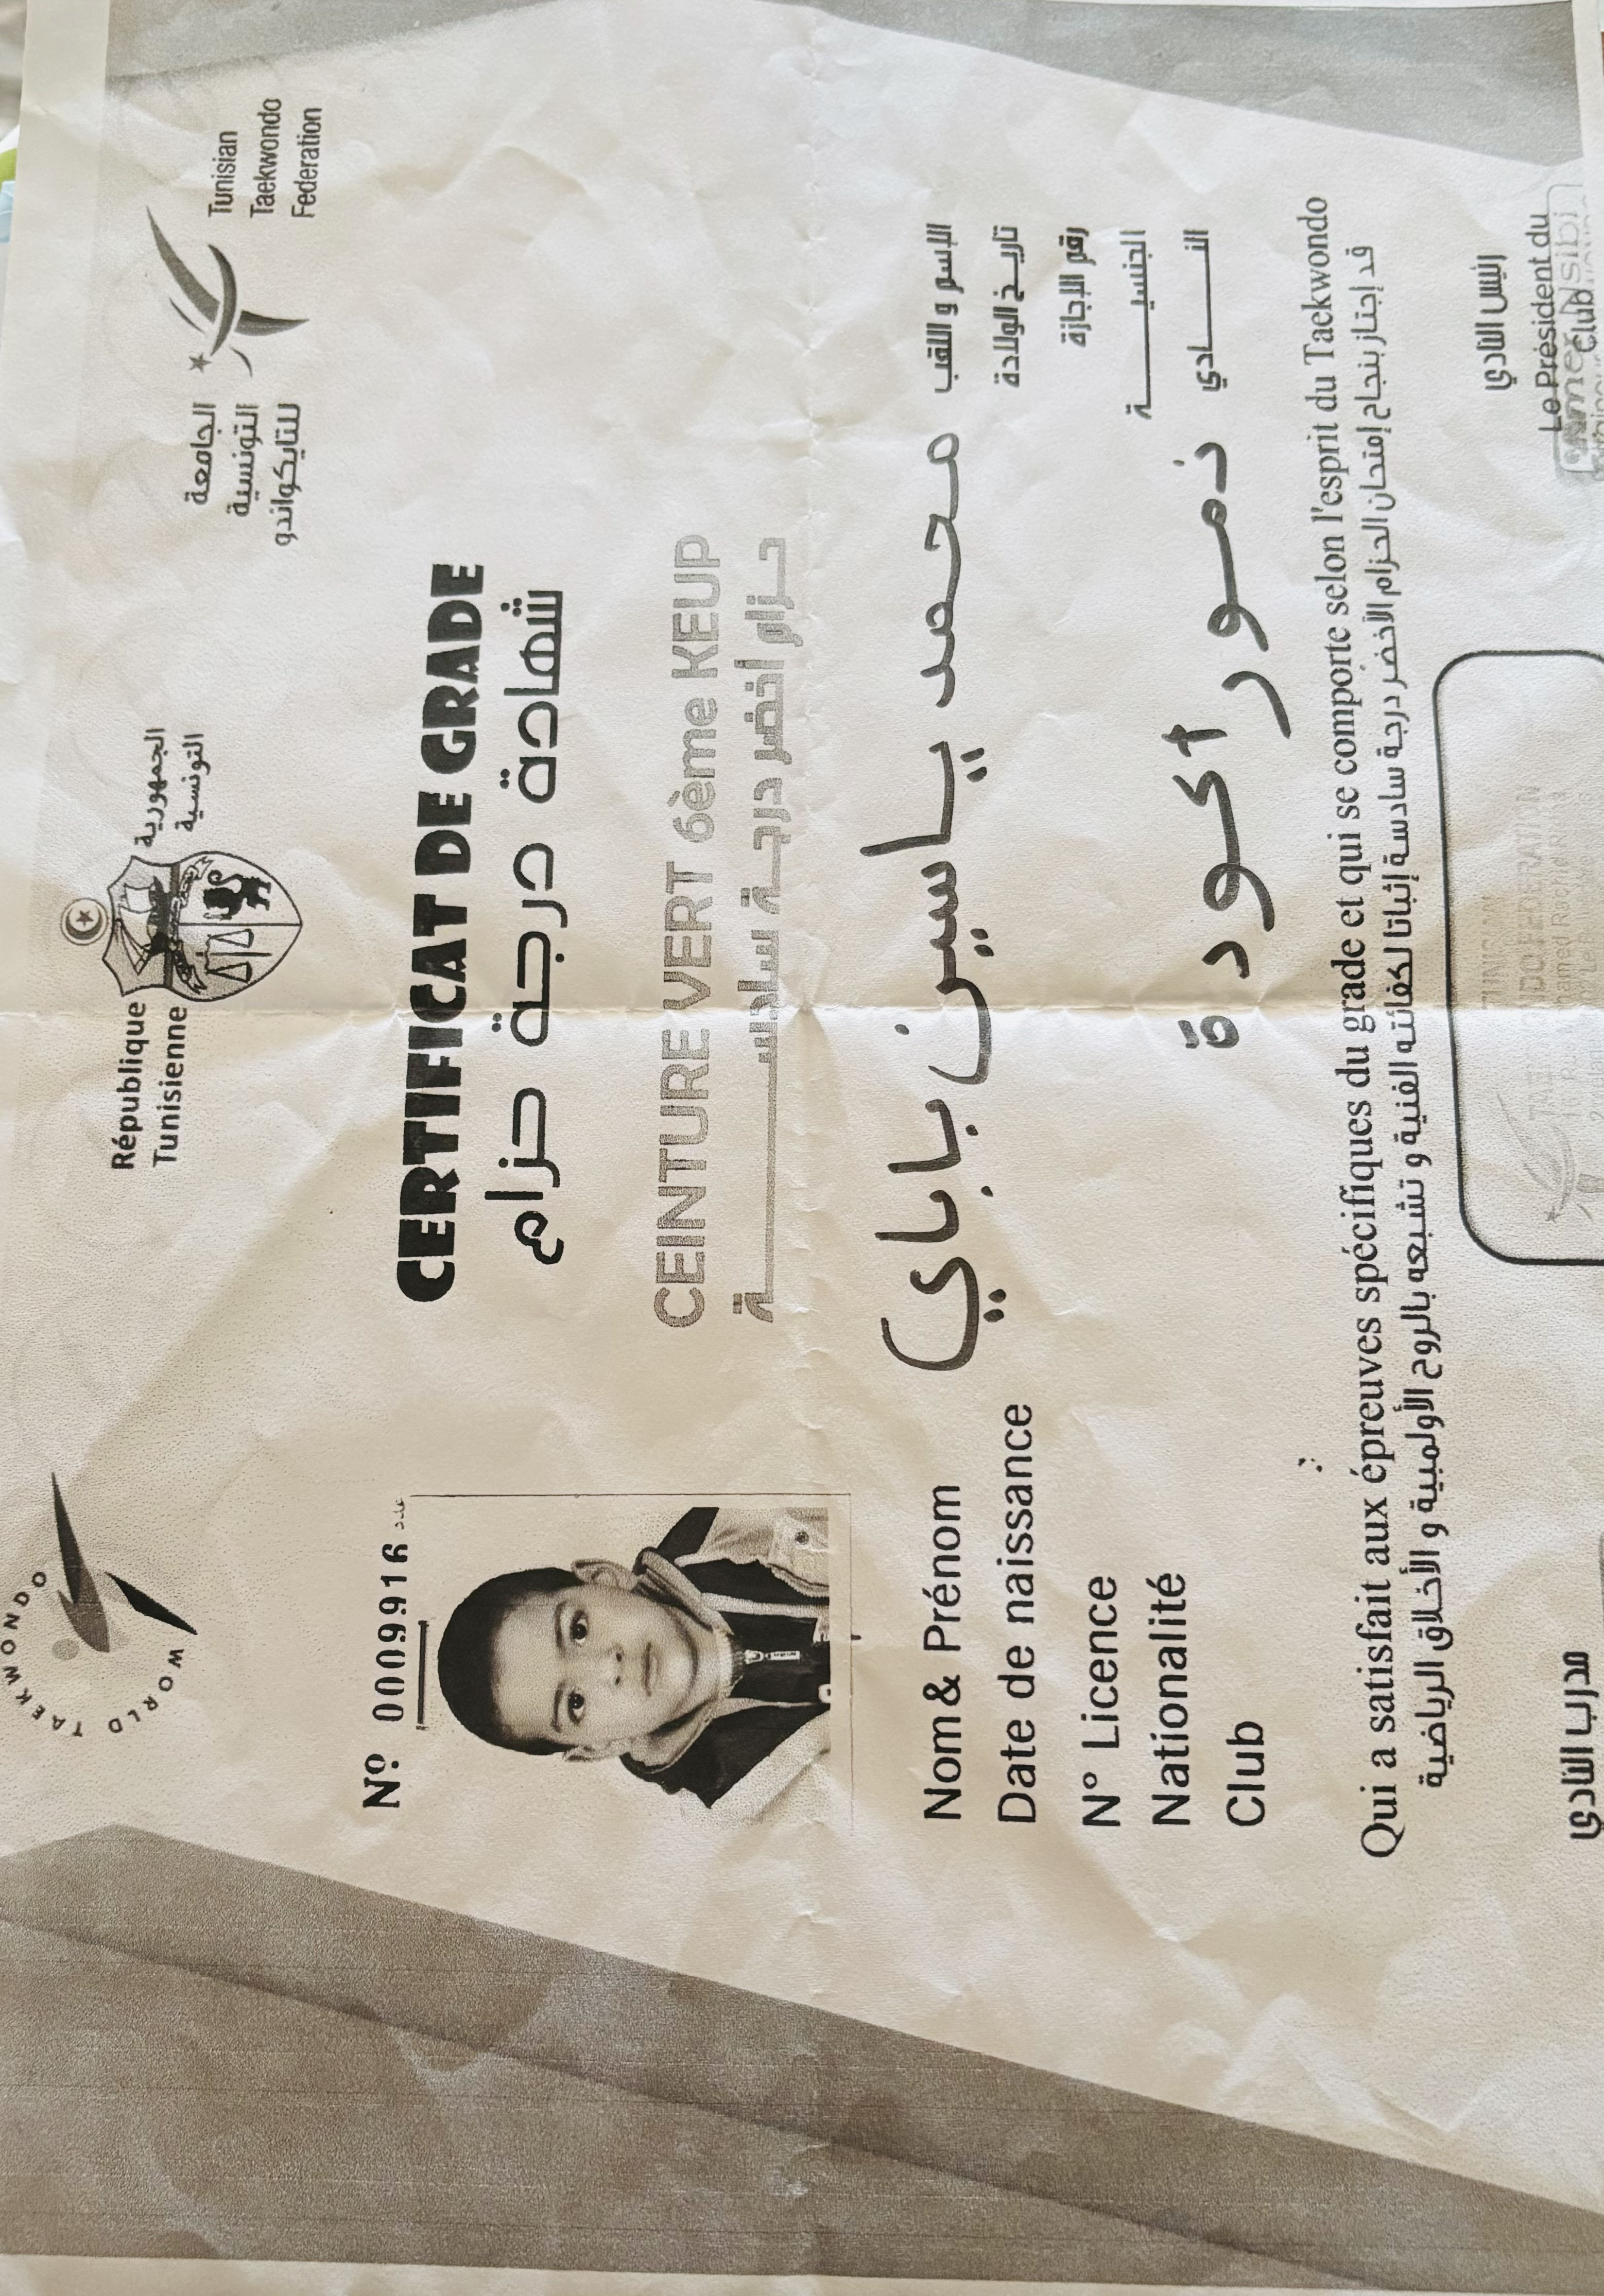 WORLD TAEKWONDO
République
Tunisienne
الجمهورية
التونسية
الجامعة
التونسية
للتايكواندو
Tunisian
Taekwondo
Federation
CERTIFICAT DE GRADE
شهادة درجة حزام
Nº 0009916 عدد
CEINTURE VERT 6ème KEUP
حزام أخضر درجة سادسة
Nom & Prénom محمد ياسين باباي الإسم و اللقب
Date de naissance تاريخ الولادة
N° Licence رقم الإجازة
Nationalité الجنسية
Club نمور أكودة النادي
Qui a satisfait aux épreuves spécifiques du grade et qui se comporte selon l'esprit du Taekwondo
قد إجتاز بنجاح إمتحان الحزام الأخضر درجة سادسة إثباتا لكفائته الفنية و تشبعه بالروح الأولمبية و الأخلاق الرياضية
مدرب النادي
رئيس النادي
Le Président du
Club